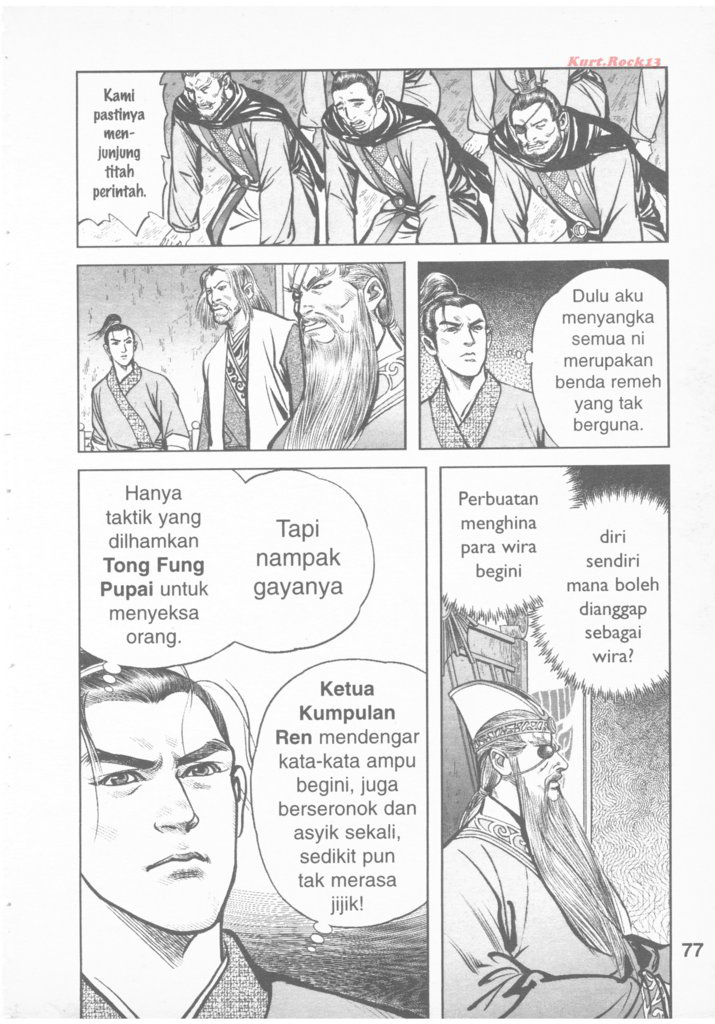 Kurt.Rock13
Kami
pastinya
men-
junjung
titah
perintah.
Dulu aku
menyangka
semua ni
merupakan
benda remeh
yang tak
berguna.
Hanya
taktik yang
dilhamkan
Tong Fung
Pupai untuk
menyeksa
orang.
Tapi
nampak
gayanya
Ketua
Kumpulan
Ren mendengar
kata-kata ampu
begini, juga
berseronok dan
asyik sekali,
sedikit pun
tak merasa
jijik!
Perbuatan
menghina
para wira
begini
diri
sendiri
mana boleh
dianggap
sebagai
wira?
77